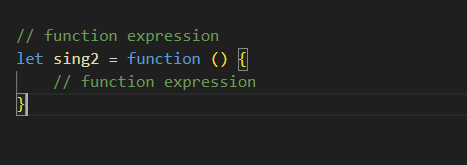 // function expression
let sing2 = function () {
    // function expression
}